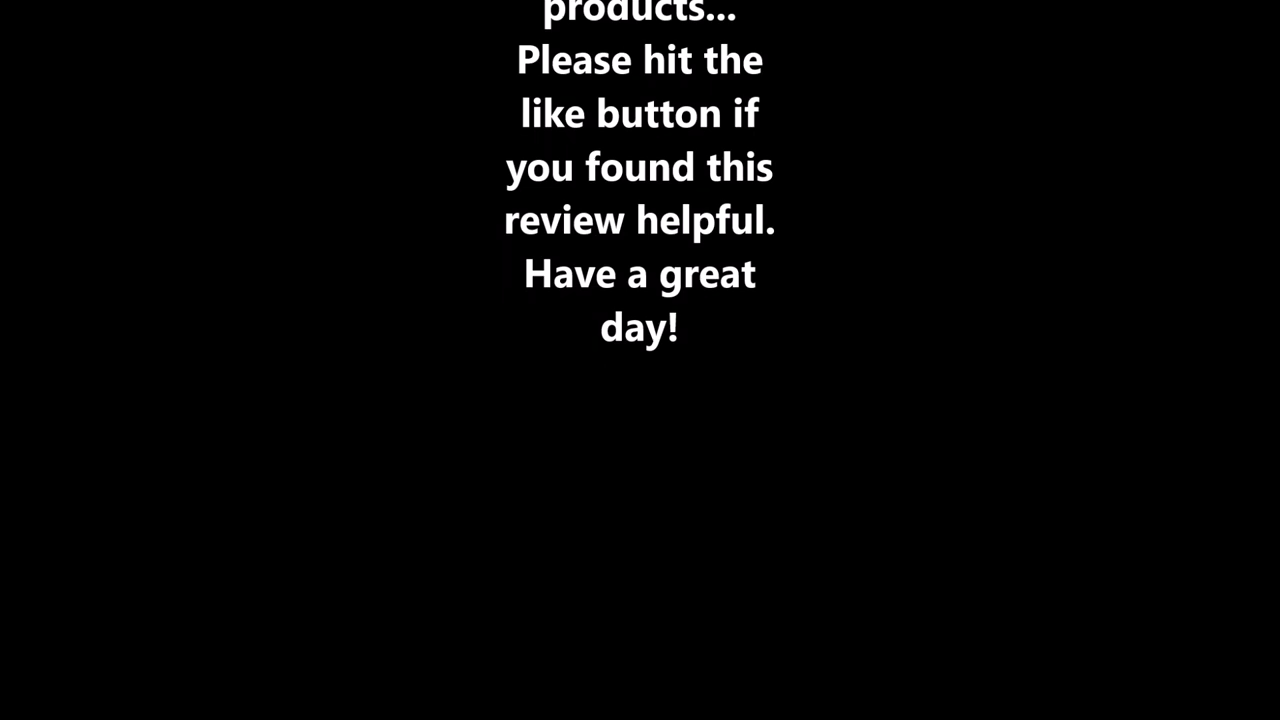 products...
Please hit the
like button if
you found this
review helpful.
Have a great
day!